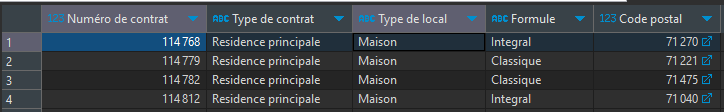 123 Numéro de contrat ABC Type de contrat ABC Type de local ABC Formule 123 Code postal
1 114 768 Residence principale Maison Integral 71 270
2 114 779 Residence principale Maison Classique 71 221
3 114 782 Residence principale Maison Classique 71 475
4 114 812 Residence principale Maison Integral 71 040